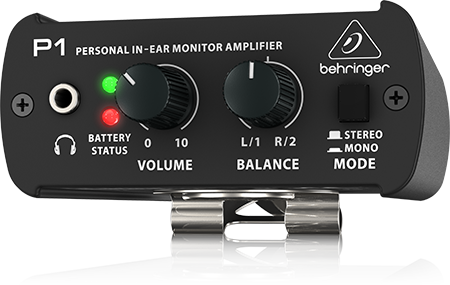 P1 PERSONAL IN-EAR MONITOR AMPLIFIER
behringer
BATTERY
STATUS
0 10
VOLUME
L/1 R/2
BALANCE
STEREO
MONO
MODE